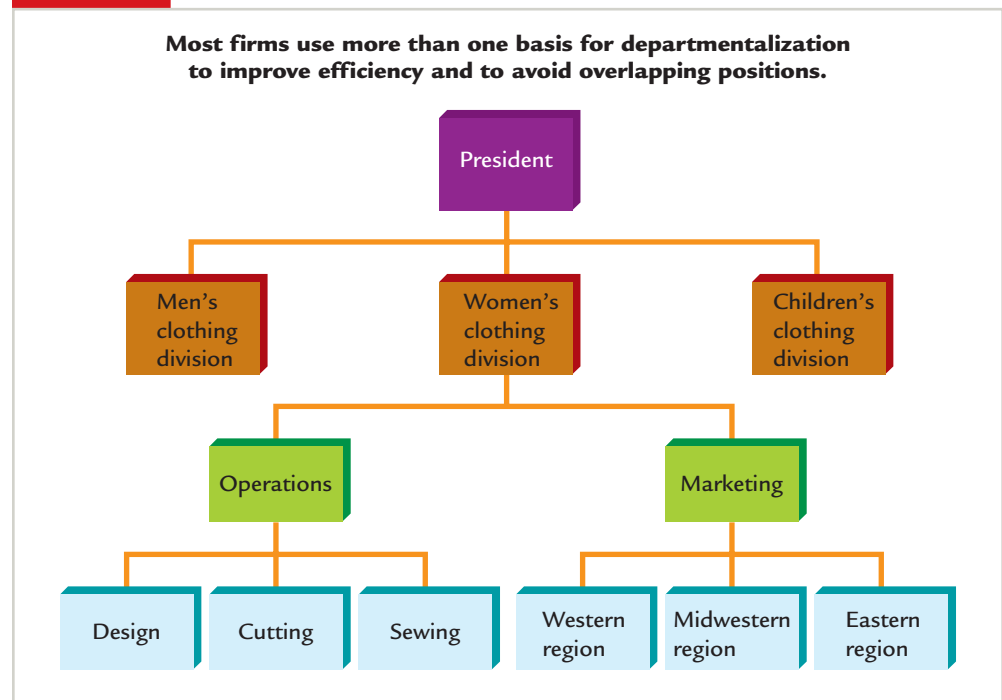 Most firms use more than one basis for departmentalization
to improve efficiency and to avoid overlapping positions.
President
Men’s
clothing
division
Women’s
clothing
division
Children’s
clothing
division
Operations
Marketing
Design
Cutting
Sewing
Western
region
Midwestern
region
Eastern
region